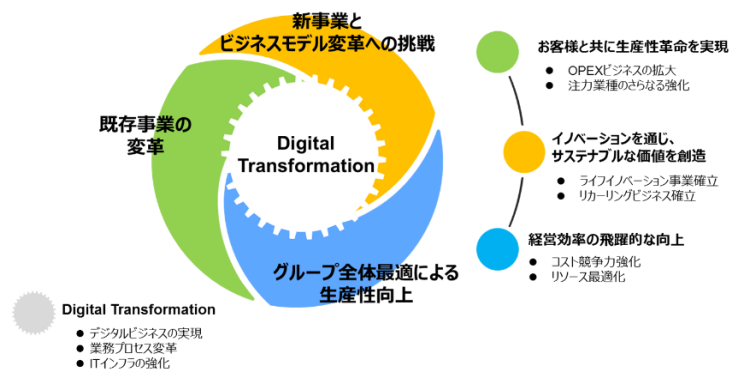 新事業と
ビジネスモデル変革への挑戦
既存事業の
変革
Digital
Transformation
グループ全体最適による
生産性向上
お客様と共に生産性革命を実現
● OPEXビジネスの拡大
● 注力業種のさらなる強化
イノベーションを通じ、
サステナブルな価値を創造
● ライフイノベーション事業確立
● リカーリングビジネス確立
経営効率の飛躍的な向上
● コスト競争力強化
● リソース最適化
Digital Transformation
● デジタルビジネスの実現
● 業務プロセス変革
● ITインフラの強化